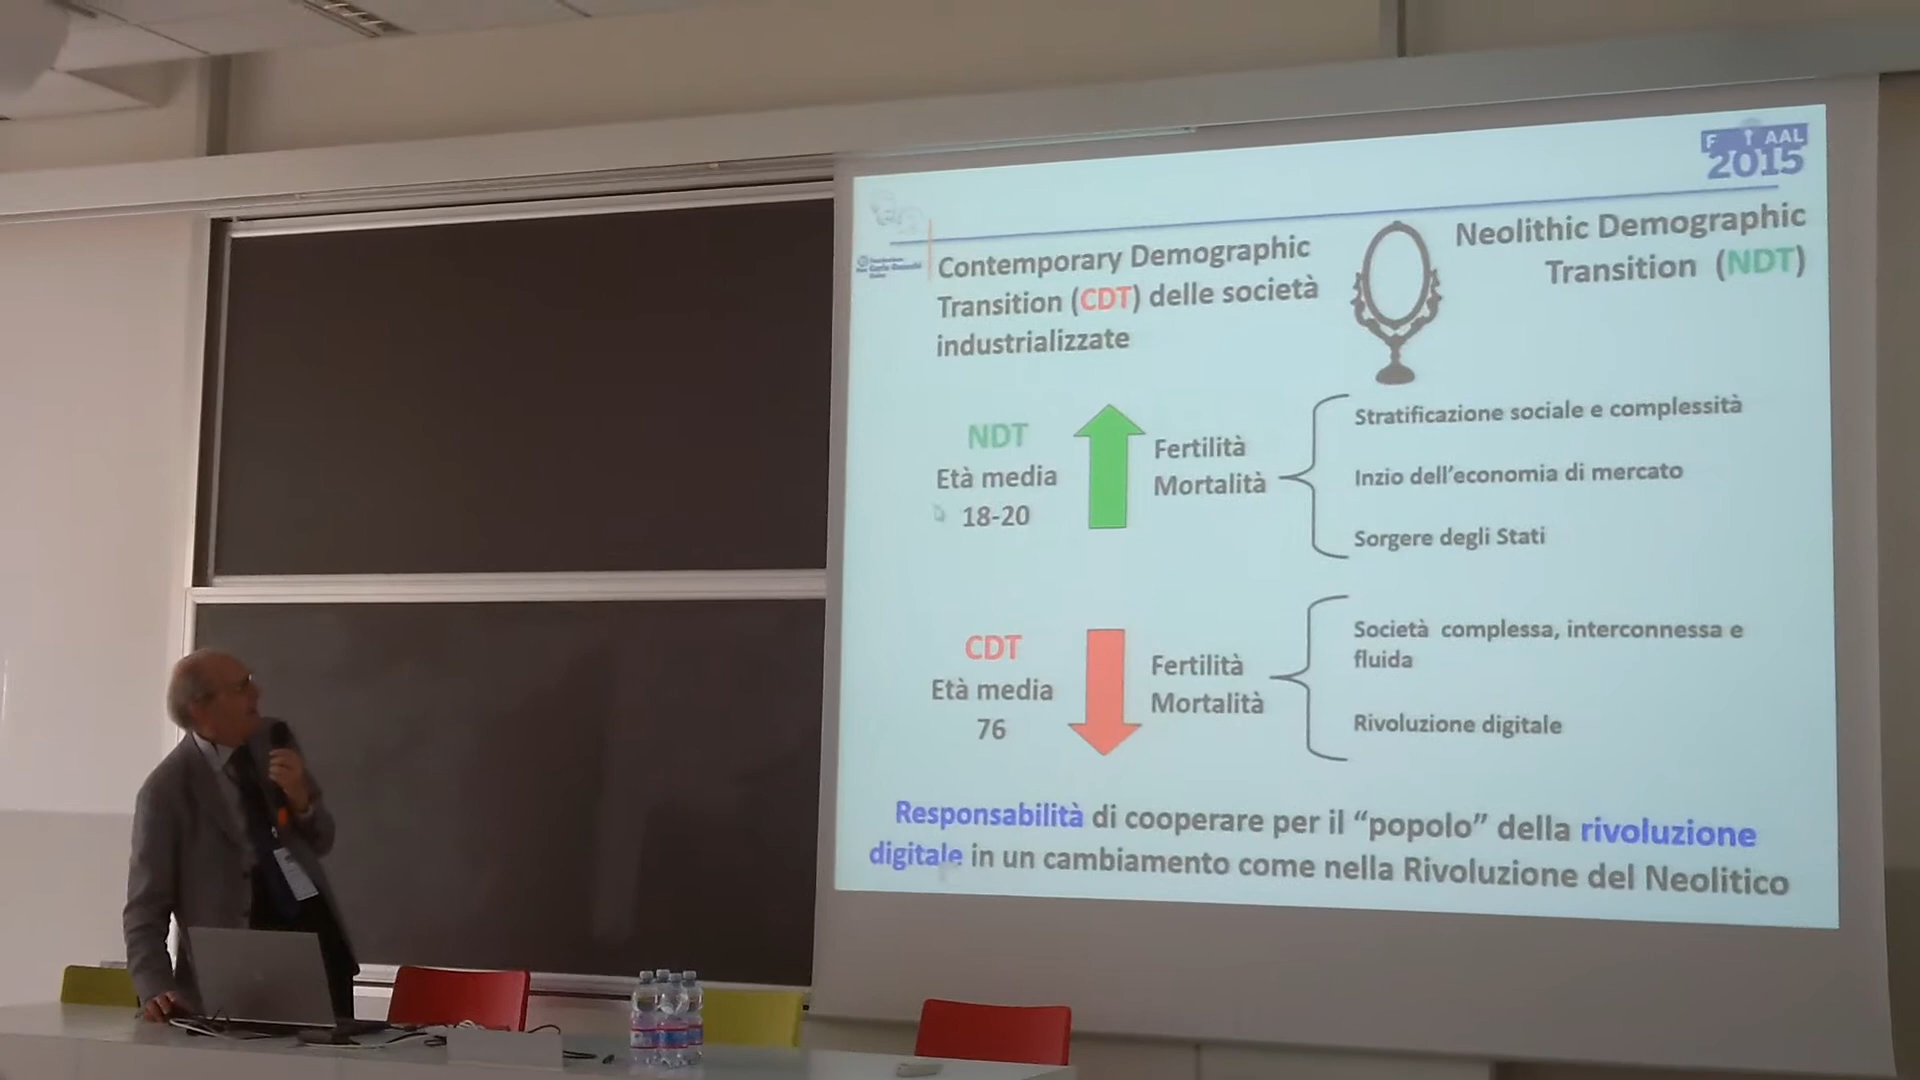 F AAL
2015
Contemporary Demographic
Transition (CDT) delle società
industrializzate
Neolithic Demographic
Transition (NDT)
NDT
Età media
18-20
Fertilità
Mortalità
Stratificazione sociale e complessità
Inzio dell'economia di mercato
Sorgere degli Stati
CDT
Età media
76
Fertilità
Mortalità
Società complessa, interconnessa e
fluida
Rivoluzione digitale
Responsabilità di cooperare per il “popolo” della rivoluzione
digitale in un cambiamento come nella Rivoluzione del Neolitico